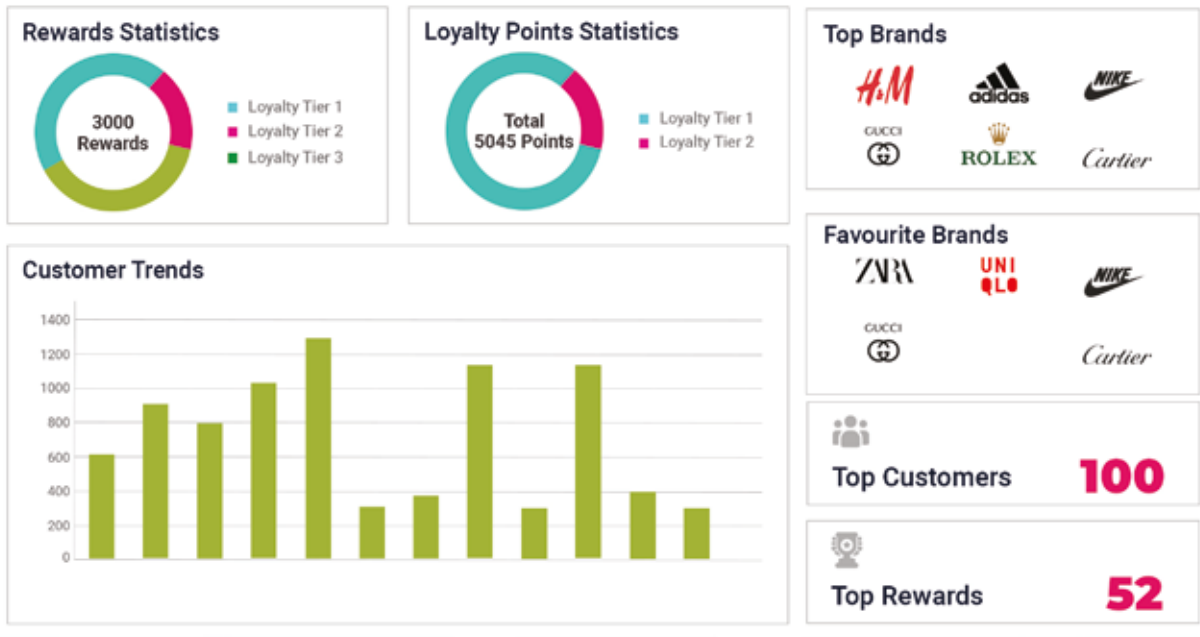 Rewards Statistics
3000
Rewards
Loyalty Tier 1
Loyalty Tier 2
Loyalty Tier 3
Loyalty Points Statistics
Total
5045 Points
Loyalty Tier 1
Loyalty Tier 2
Top Brands
H&M
adidas
NIKE
GUCCI
ROLEX
Cartier
Customer Trends
1400
1200
1000
800
600
400
200
0
Favourite Brands
ZARA
UNI
QLO
NIKE
GUCCI
Cartier
Top Customers 100
Top Rewards 52